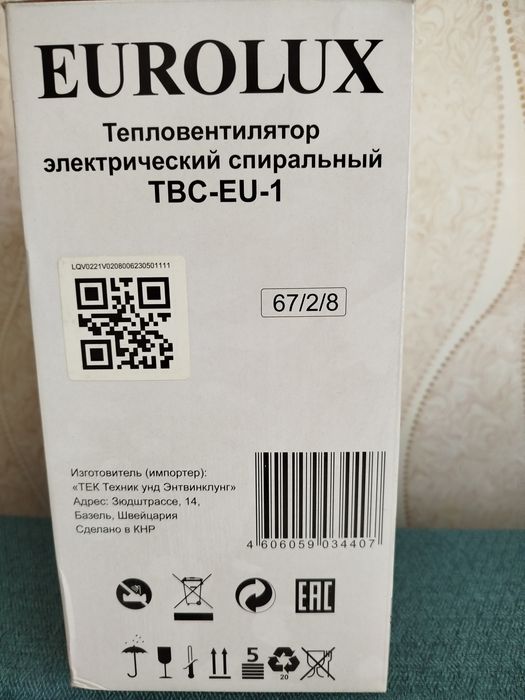 EUROLUX
Тепловентилятор
электрический спиральный
ТВС-EU-1
LQV0221V0208006230501111
67/2/8
Изготовитель (импортер):
«ТЕК Техник унд Энтвинклунг»
Адрес: Зюдштрассе, 14,
Базель, Швейцария
Сделано в КНР
4 606059 034407
EAC
5
20